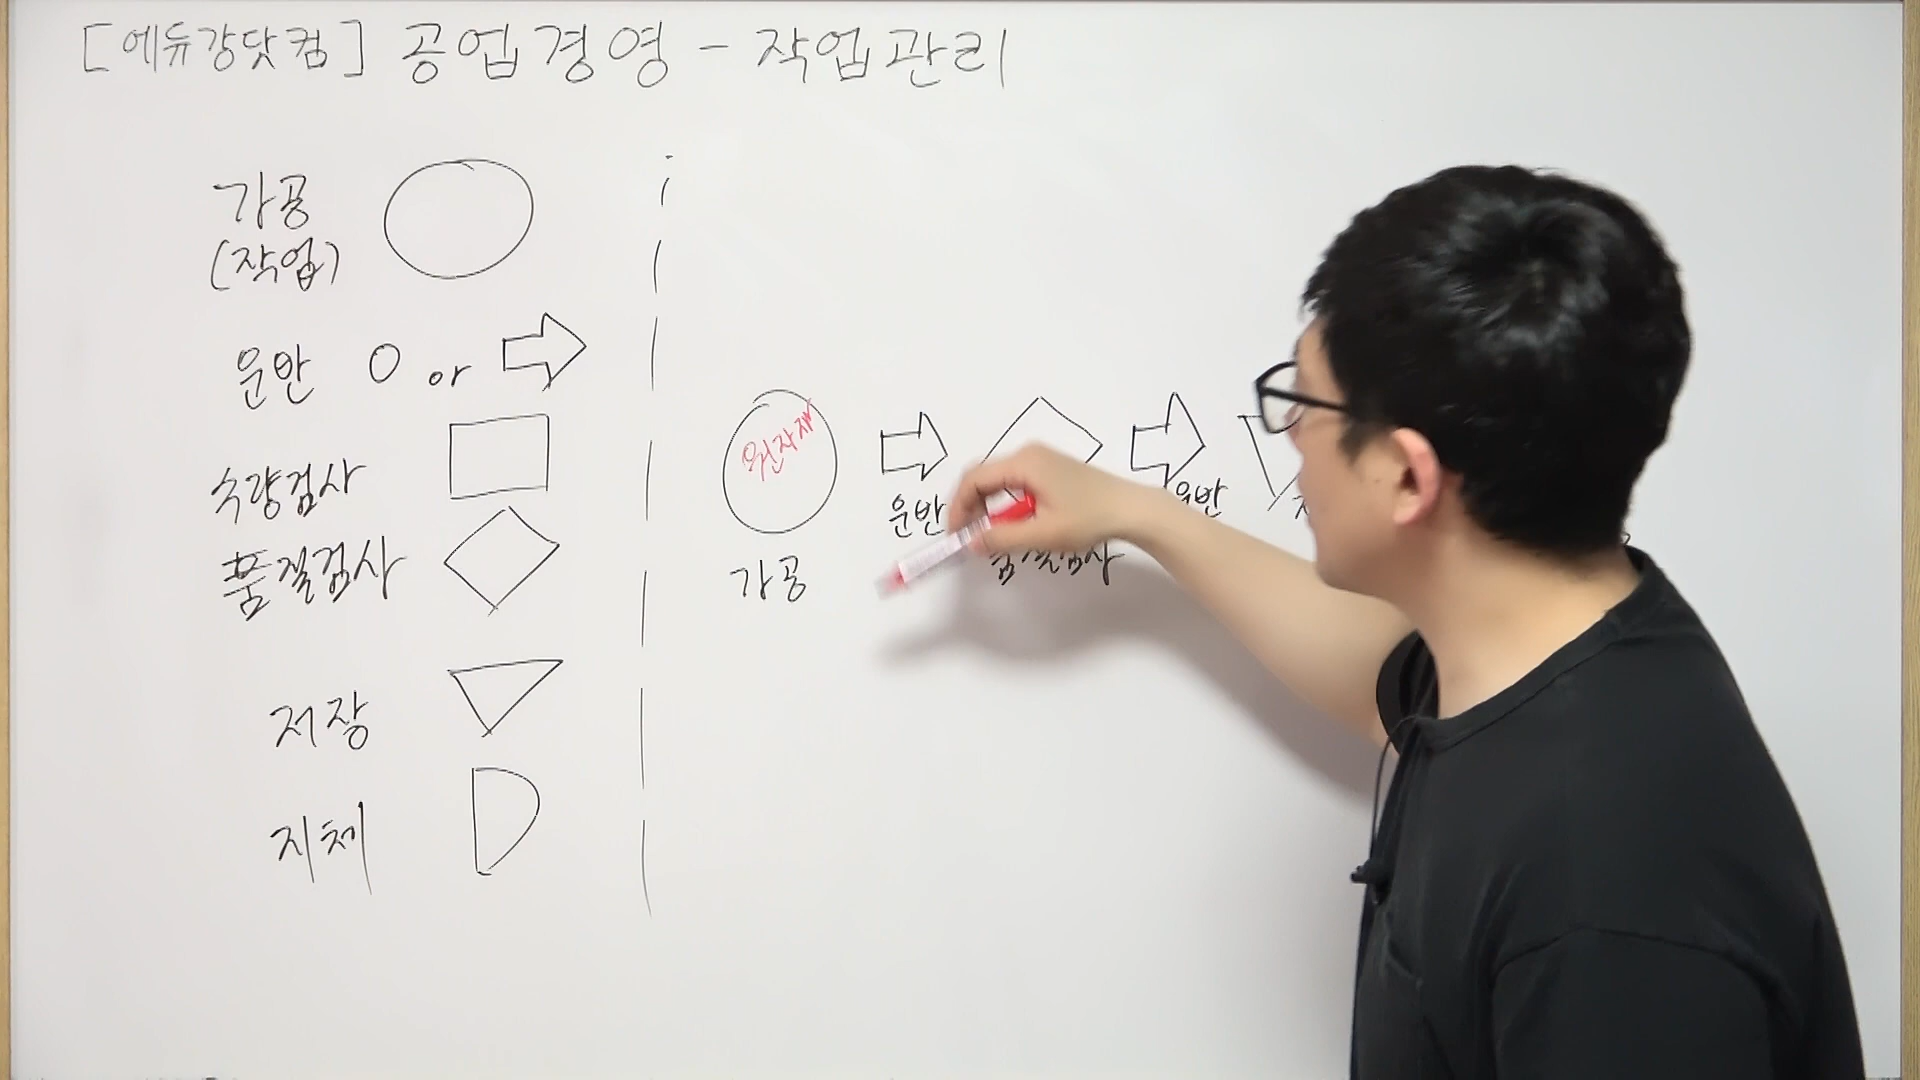 [에듀강닷컴] 공업경영 - 작업관리
가공
(작업)
운반 or
수량검사
품질검사
저장
지체
원자재
가공
운반
품질검사
운반